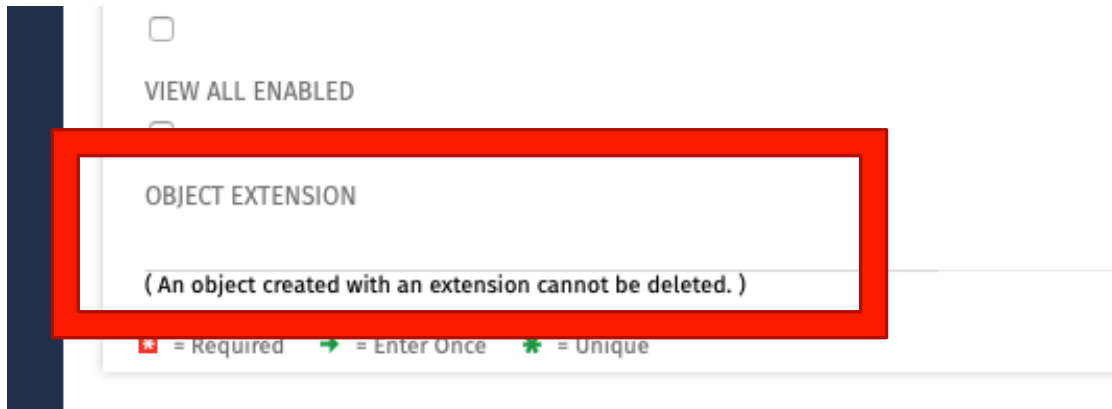 VIEW ALL ENABLED
OBJECT EXTENSION
( An object created with an extension cannot be deleted. )
* = Required → = Enter Once * = Unique